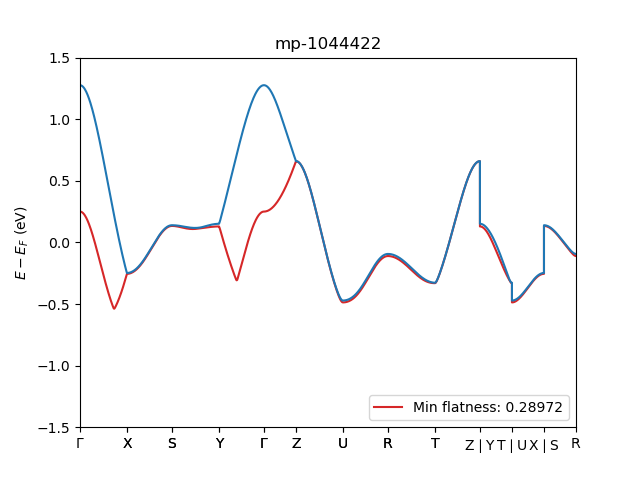 mp-1044422
E − E_F (eV)
1.5
1.0
0.5
0.0
−0.5
−1.0
−1.5
Min flatness: 0.28972
Γ X S Y Γ Z U R T Z | Y T | U X | S R